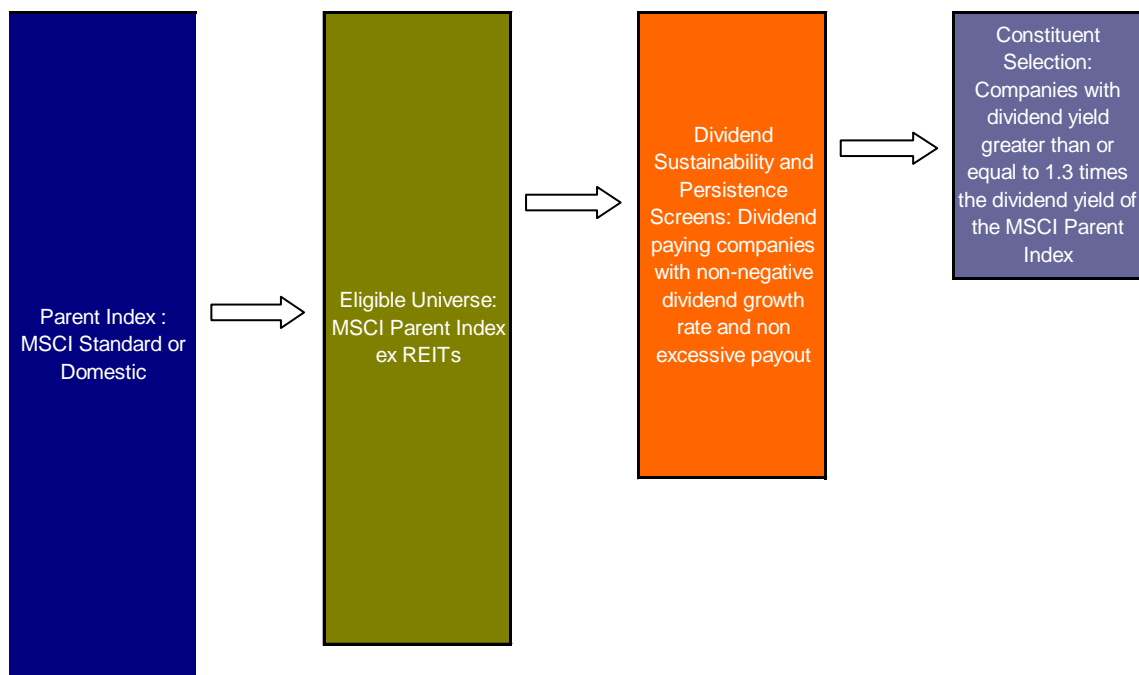 Parent Index :
MSCI Standard or
Domestic
Eligible Universe:
MSCI Parent Index
ex REITs
Dividend
Sustainability and
Persistence
Screens: Dividend
paying companies
with non-negative
dividend growth
rate and non
excessive payout
Constituent
Selection:
Companies with
dividend yield
greater than or
equal to 1.3 times
the dividend yield of
the MSCI Parent
Index